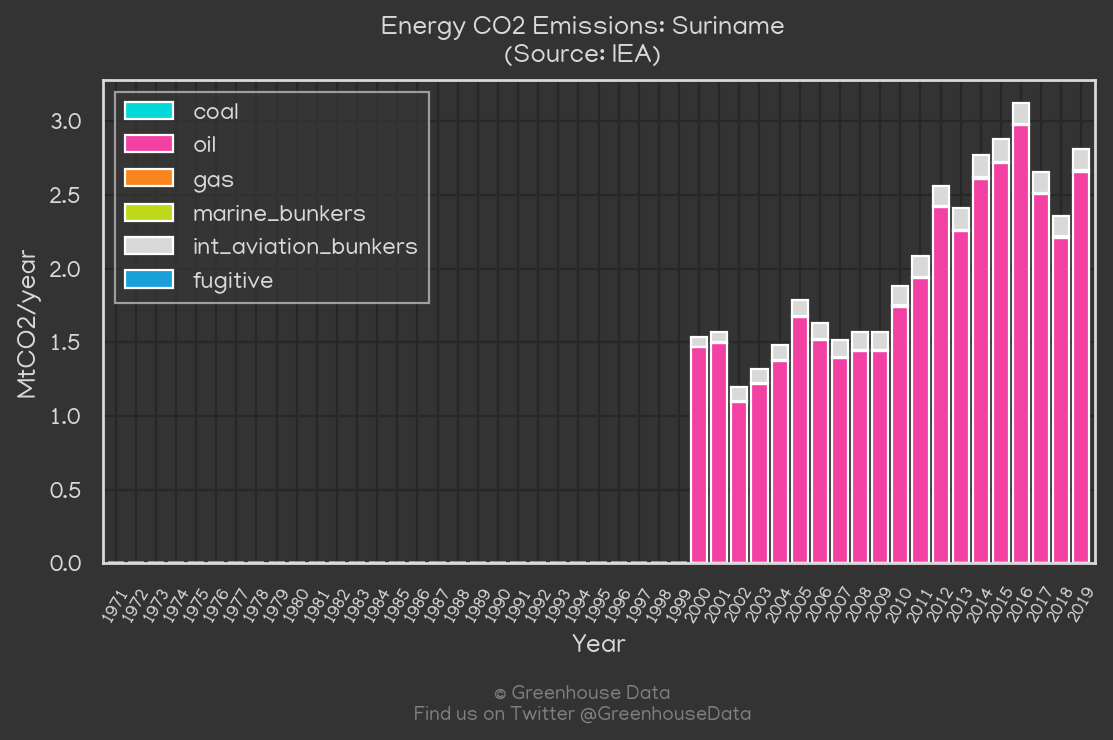 Energy CO2 Emissions: Suriname
(Source: IEA)
coal
oil
gas
marine_bunkers
int_aviation_bunkers
fugitive
MtCO2/year
3.0
2.5
2.0
1.5
1.0
0.5
0.0
1971 1972 1973 1974 1975 1976 1977 1978 1979 1980 1981 1982 1983 1984 1985 1986 1987 1988 1989 1990 1991 1992 1993 1994 1995 1996 1997 1998 1999 2000 2001 2002 2003 2004 2005 2006 2007 2008 2009 2010 2011 2012 2013 2014 2015 2016 2017 2018 2019
Year
© Greenhouse Data
Find us on Twitter @GreenhouseData